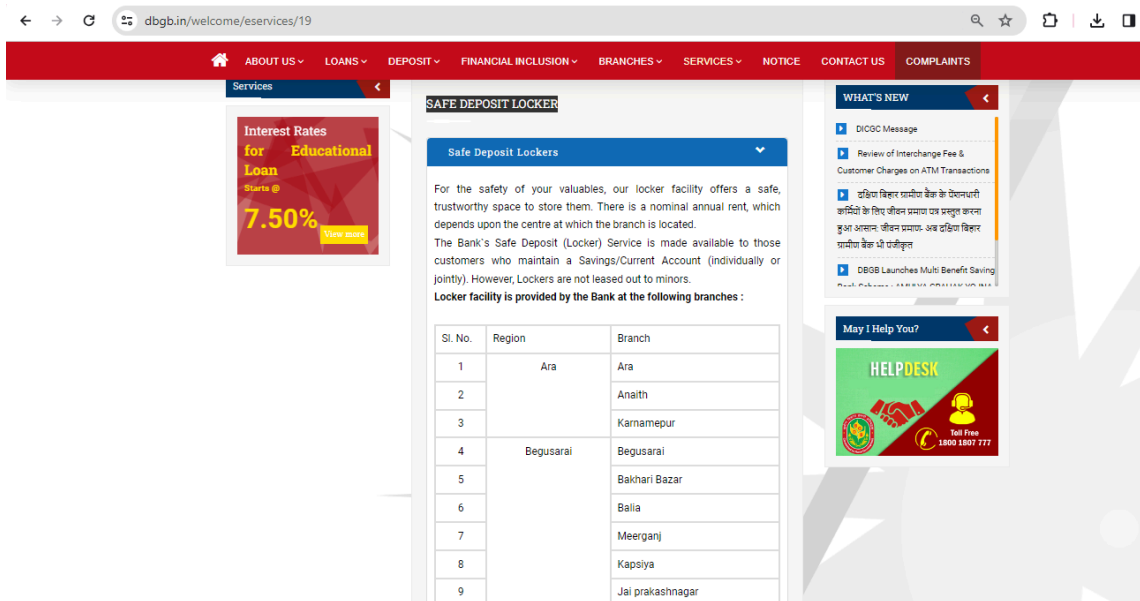 dbgb.in/welcome/eservices/19
ABOUT US LOANS DEPOSIT FINANCIAL INCLUSION BRANCHES SERVICES NOTICE CONTACT US COMPLAINTS
Services
Interest Rates
for Educational
Loan
Starts @
7.50%
View more
SAFE DEPOSIT LOCKER
Safe Deposit Lockers
For the safety of your valuables, our locker facility offers a safe,
trustworthy space to store them. There is a nominal annual rent, which
depends upon the centre at which the branch is located.
The Bank`s Safe Deposit (Locker) Service is made available to those
customers who maintain a Savings/Current Account (individually or
jointly). However, Lockers are not leased out to minors.
Locker facility is provided by the Bank at the following branches :
Sl. No. Region Branch
1 Ara Ara
2 Anaith
3 Karnamepur
4 Begusarai Begusarai
5 Bakhari Bazar
6 Balia
7 Meerganj
8 Kapsiya
9 Jai prakashnagar
WHAT'S NEW
DICGC Message
Review of Interchange Fee &
Customer Charges on ATM Transactions
दक्षिण बिहार ग्रामीण बैंक के पेंशनधारी
कर्मियों के लिए जीवन प्रमाण पत्र प्रस्तुत करना
हुआ आसान: जीवन प्रमाण- अब दक्षिण बिहार
ग्रामीण बैंक भी पंजीकृत
DBGB Launches Multi Benefit Saving
May I Help You?
HELPDESK
Toll Free
1800 1807 777